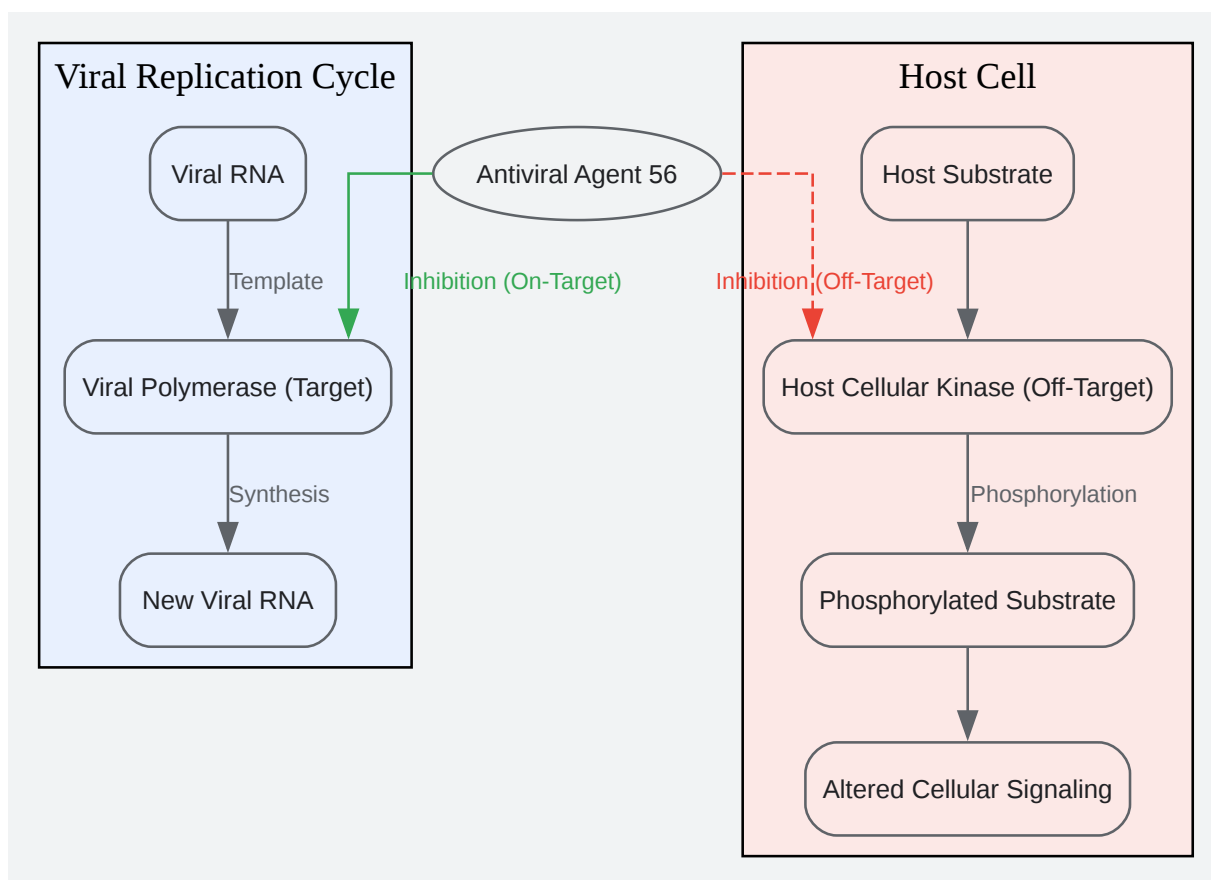 Viral Replication Cycle
Host Cell
Viral RNA
Antiviral Agent 56
Host Substrate
Template
Inhibition (On-Target)
Inhibition (Off-Target)
Viral Polymerase (Target)
Host Cellular Kinase (Off-Target)
Synthesis
Phosphorylation
New Viral RNA
Phosphorylated Substrate
Altered Cellular Signaling